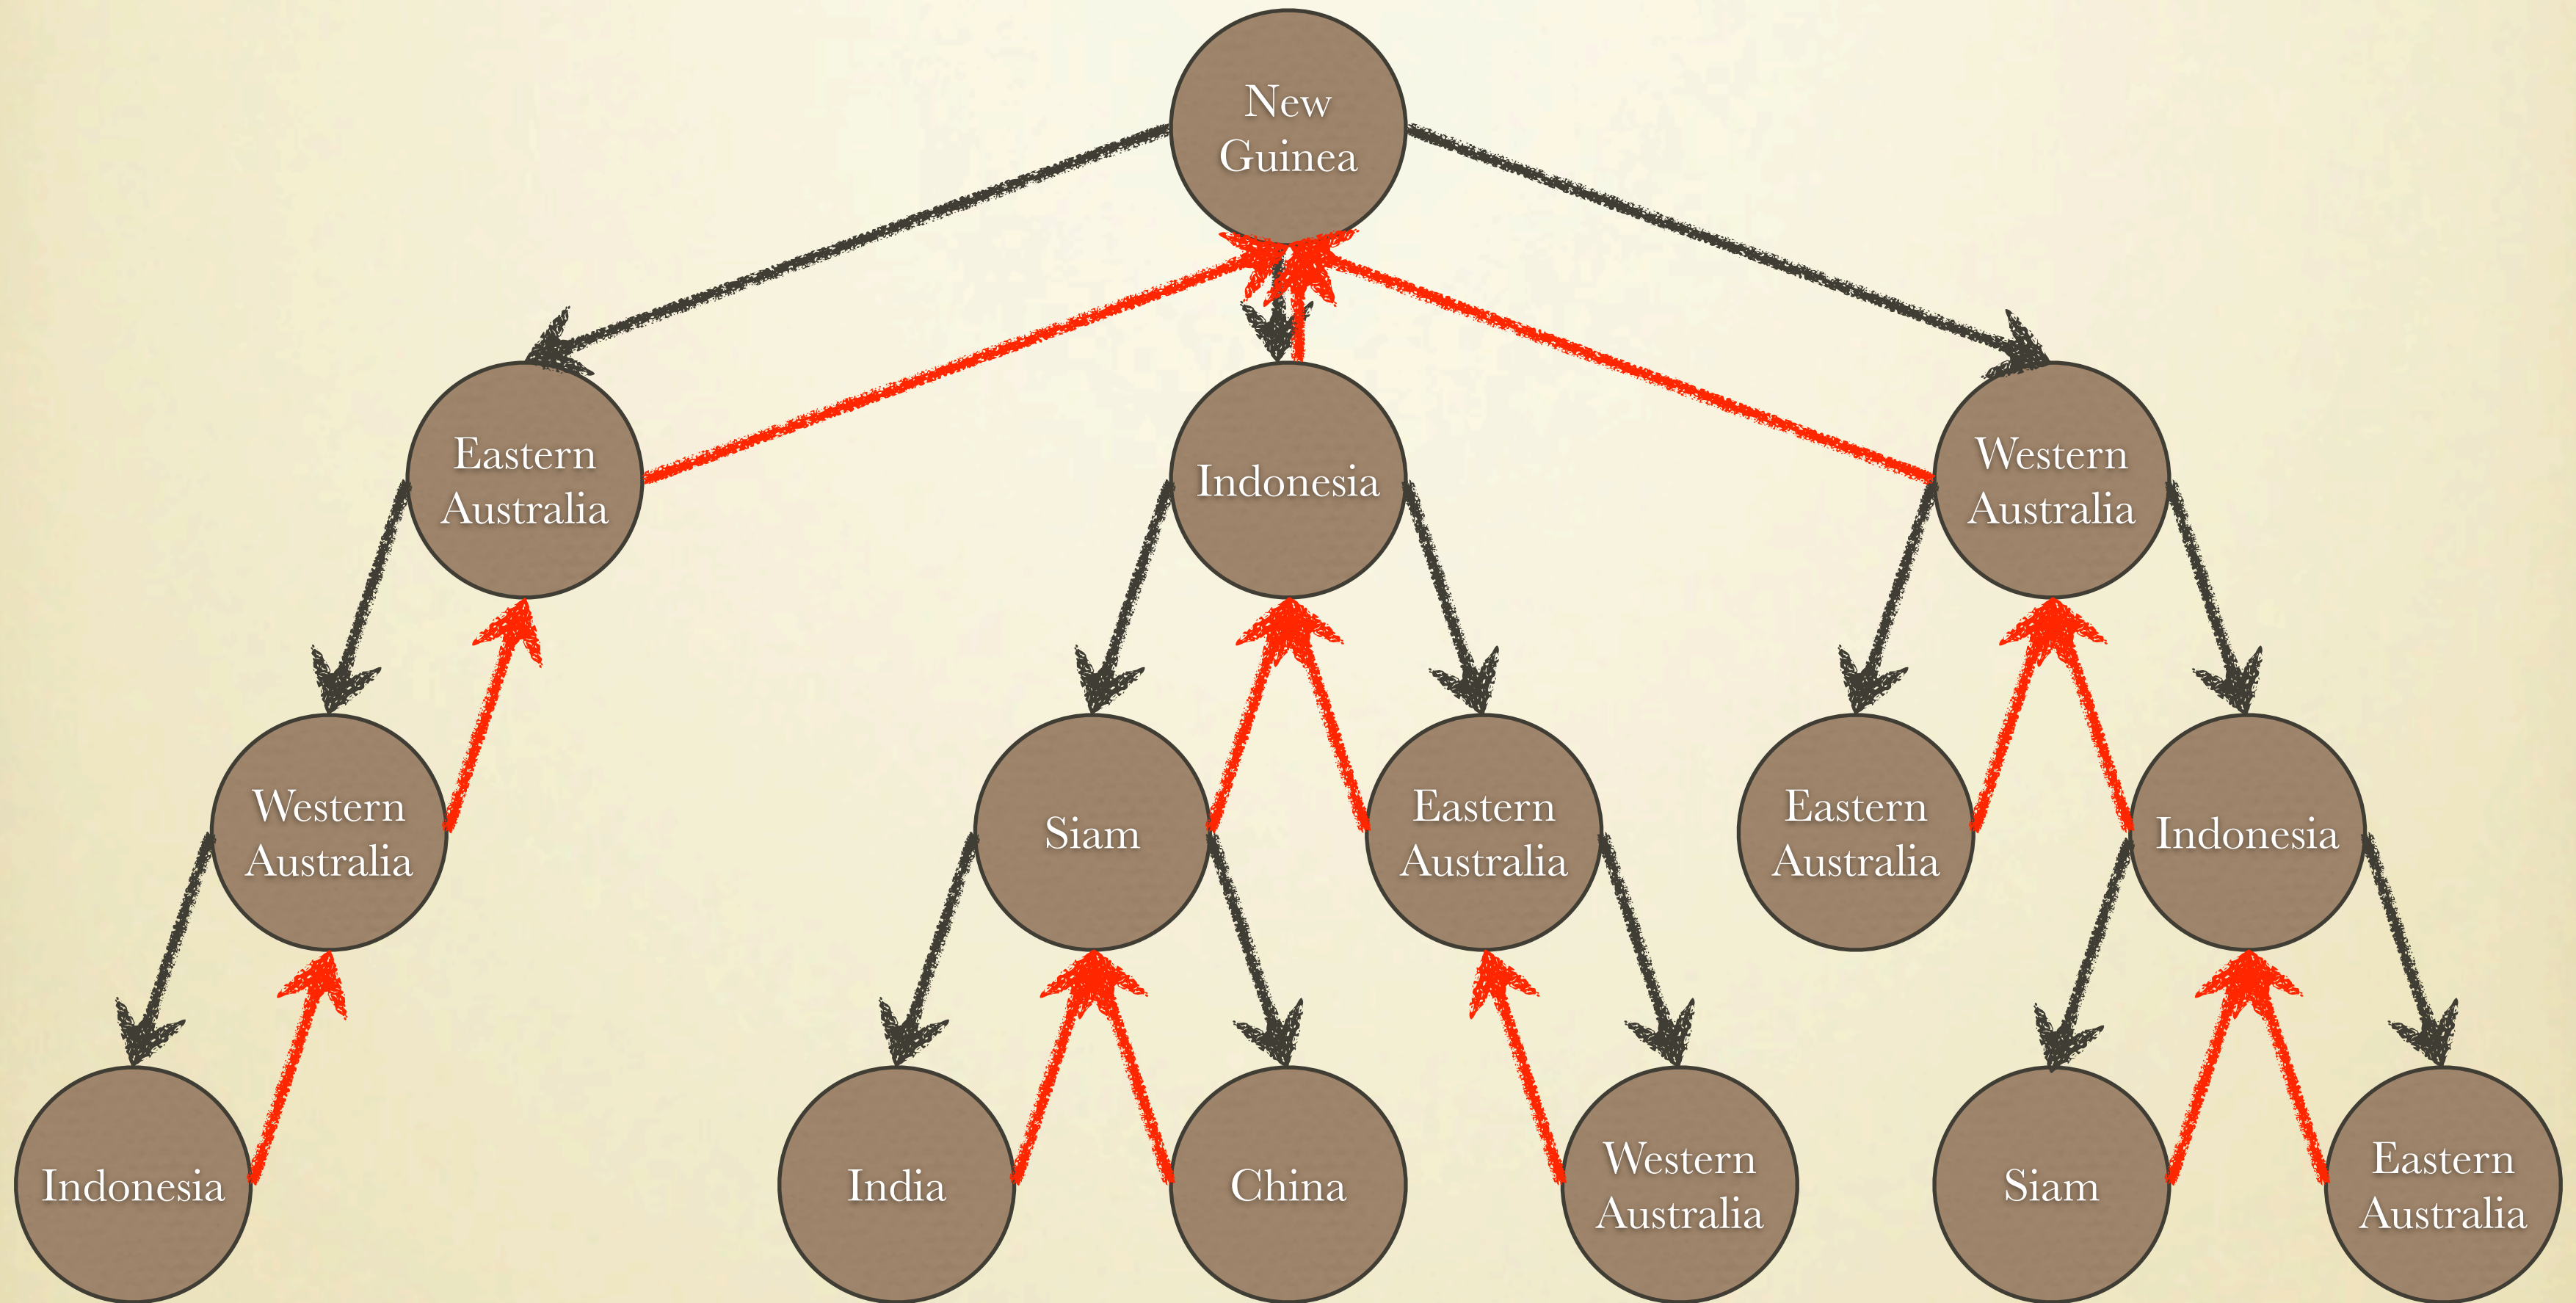 New
Guinea
Eastern
Australia
Indonesia
Western
Australia
Western
Australia
Siam
Eastern
Australia
Eastern
Australia
Indonesia
Indonesia
India
China
Western
Australia
Siam
Eastern
Australia